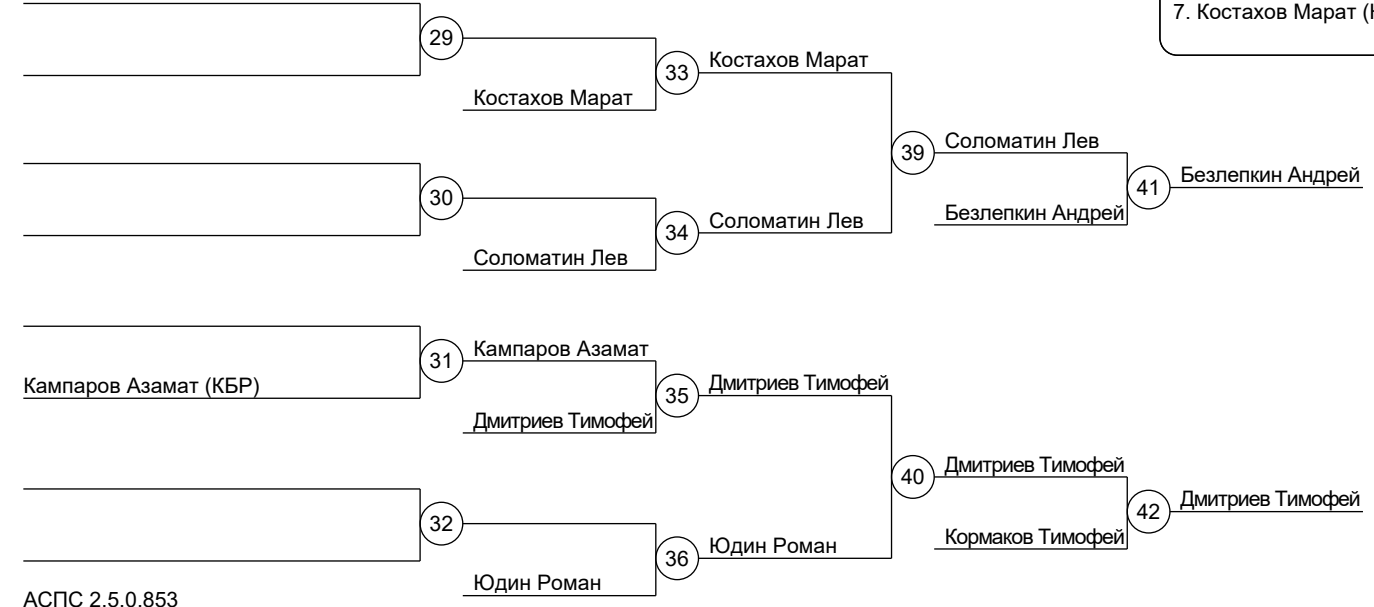 7. Костахов Марат (
29
Костахов Марат
33
Костахов Марат
39
Соломатин Лев
41
Безлепкин Андрей
Безлепкин Андрей
30
34
Соломатин Лев
Соломатин Лев
31
Кампаров Азамат
Кампаров Азамат (КБР)
35
Дмитриев Тимофей
Дмитриев Тимофей
40
Дмитриев Тимофей
42
Дмитриев Тимофей
Кормаков Тимофей
32
36
Юдин Роман
Юдин Роман
АСПС 2.5.0.853